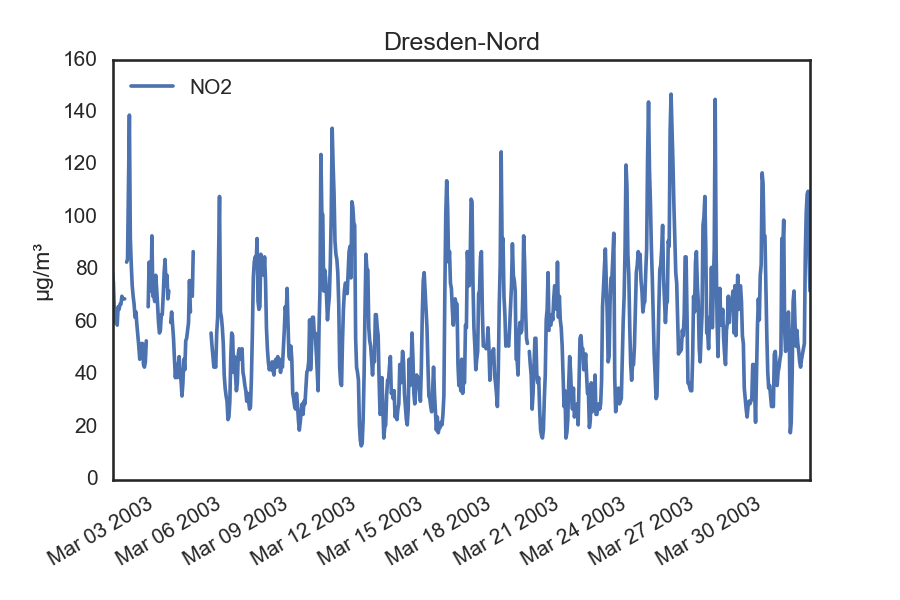 Dresden-Nord
NO2
µg/m³
160
140
120
100
80
60
40
20
0
Mar 03 2003
Mar 06 2003
Mar 09 2003
Mar 12 2003
Mar 15 2003
Mar 18 2003
Mar 21 2003
Mar 24 2003
Mar 27 2003
Mar 30 2003